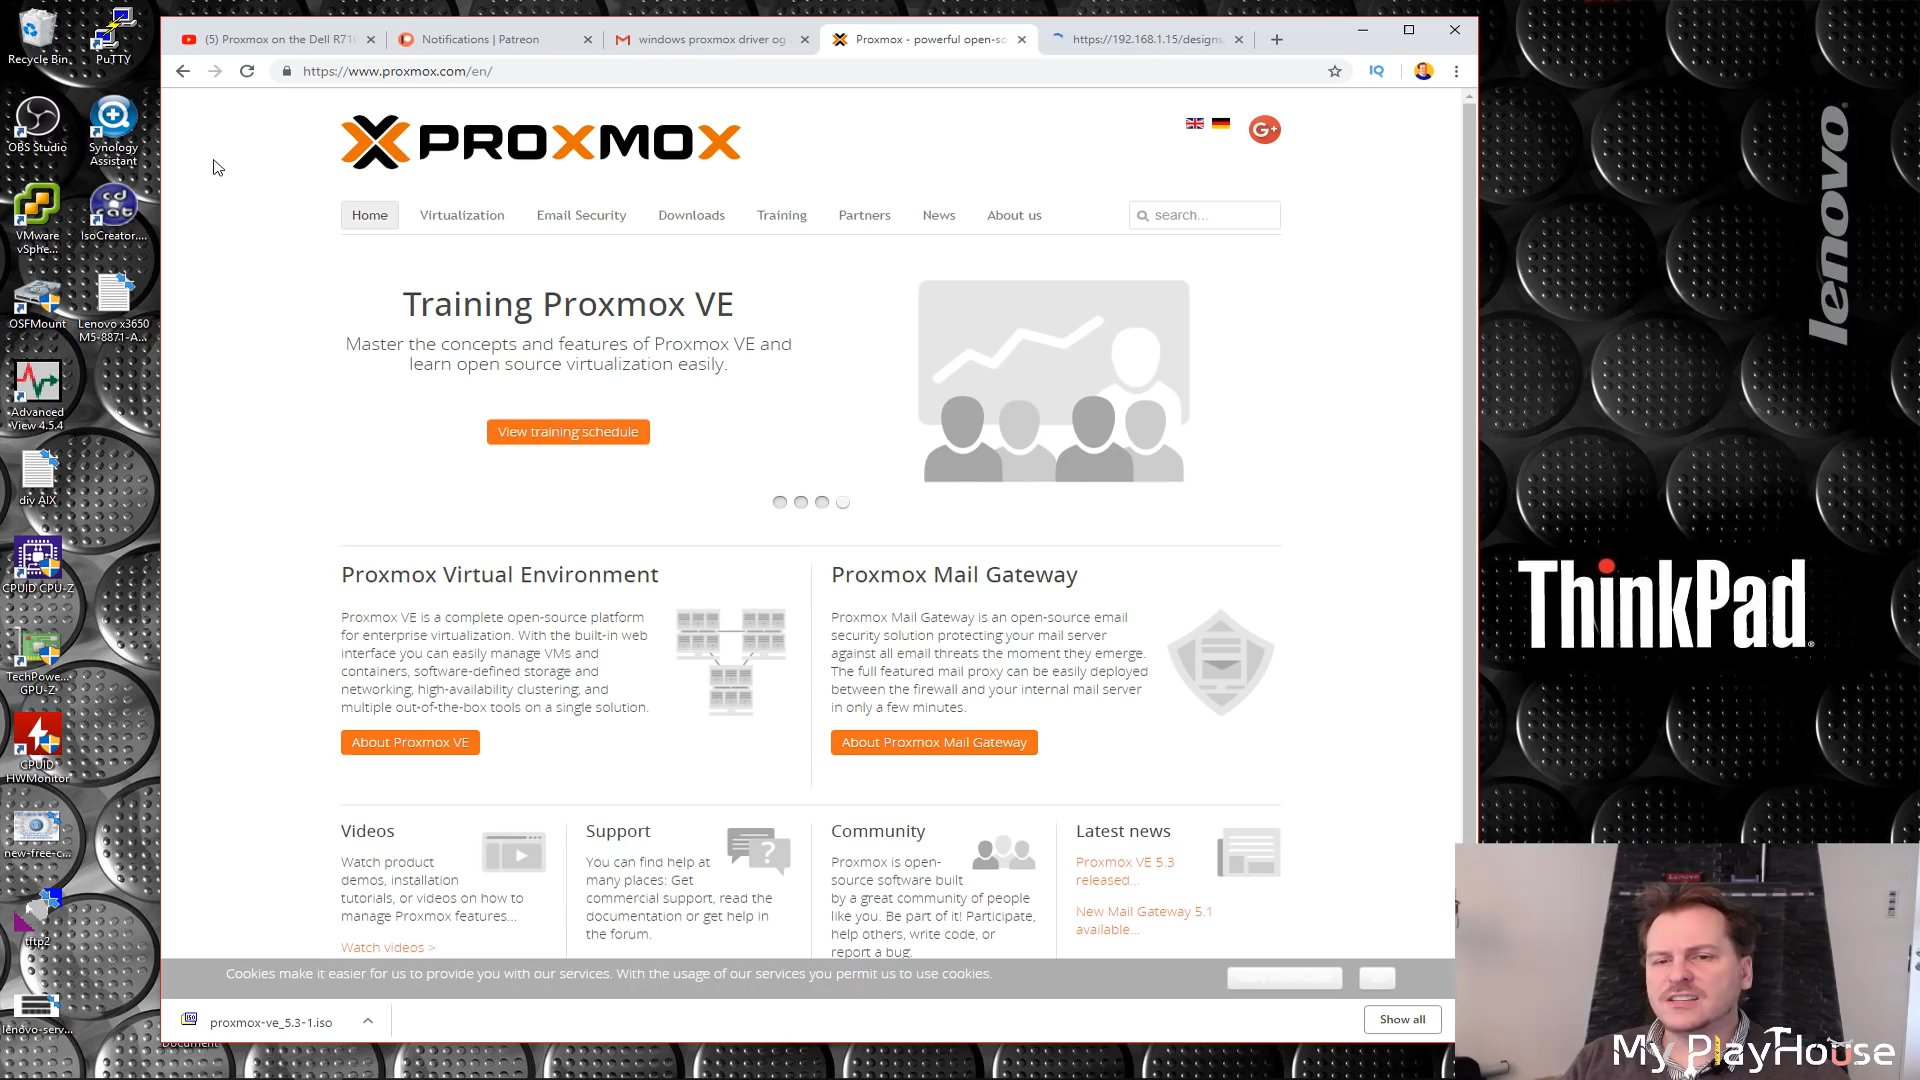 Recycle Bin
PuTTY
OBS Studio
Synology
Assistant
VMware
vSphe...
IsoCreator....
OSFMount
Lenovo x3650
M5-8871-A...
Advanced
View 4.5.4
div AIX
CPUID CPU-Z
TechPowe...
GPU-Z
CPUID
HWMonitor
new-free-c...
tftp2
lenovo-serv...
Document
(5) Proxmox on the Dell R71
Notifications | Patreon
windows proxmox driver og
Proxmox - powerful open-so
https://192.168.1.15/designs
https://www.proxmox.com/en/
IQ
PROXMOX
G+
Home
Virtualization
Email Security
Downloads
Training
Partners
News
About us
search...
Training Proxmox VE
Master the concepts and features of Proxmox VE and
learn open source virtualization easily.
View training schedule
Proxmox Virtual Environment
Proxmox VE is a complete open-source platform
for enterprise virtualization. With the built-in web
interface you can easily manage VMs and
containers, software-defined storage and
networking, high-availability clustering, and
multiple out-of-the-box tools on a single solution.
About Proxmox VE
Proxmox Mail Gateway
Proxmox Mail Gateway is an open-source email
security solution protecting your mail server
against all email threats the moment they emerge.
The full featured mail proxy can be easily deployed
between the firewall and your internal mail server
in only a few minutes.
About Proxmox Mail Gateway
Videos
Watch product
demos, installation
tutorials, or videos on how to
manage Proxmox features...
Watch videos >
Support
You can find help at
many places: Get
commercial support, read the
documentation or get help in
the forum.
Community
Proxmox is open-
source software built
by a great community of people
like you. Be part of it! Participate,
help others, write code, or
report a bug.
Latest news
Proxmox VE 5.3
released...
New Mail Gateway 5.1
available...
Cookies make it easier for us to provide you with our services. With the usage of our services you permit us to use cookies.
ISO
proxmox-ve_5.3-1.iso
Show all
lenovo
ThinkPad
Lenovo
My PlayHouse